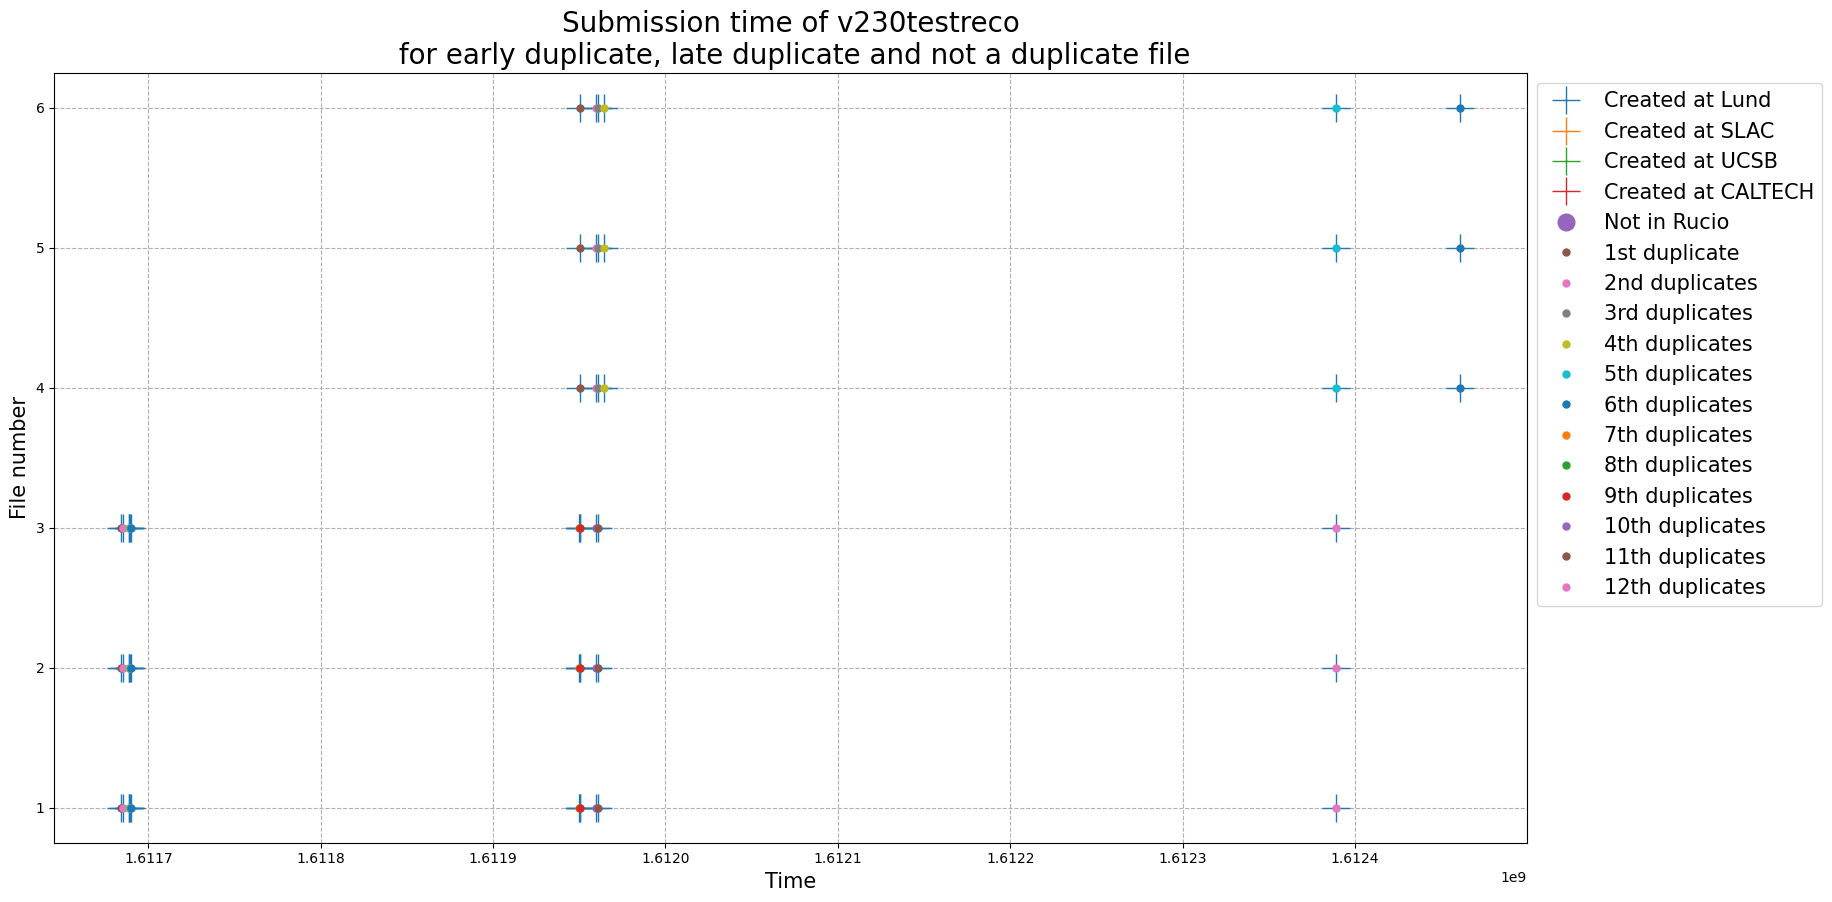 Submission time of v230testreco
for early duplicate, late duplicate and not a duplicate file
File number
6
5
4
3
2
1
1.6117
1.6118
1.6119
1.6120
1.6121
1.6122
1.6123
1.6124
1e9
Time
Created at Lund
Created at SLAC
Created at UCSB
Created at CALTECH
Not in Rucio
1st duplicate
2nd duplicates
3rd duplicates
4th duplicates
5th duplicates
6th duplicates
7th duplicates
8th duplicates
9th duplicates
10th duplicates
11th duplicates
12th duplicates